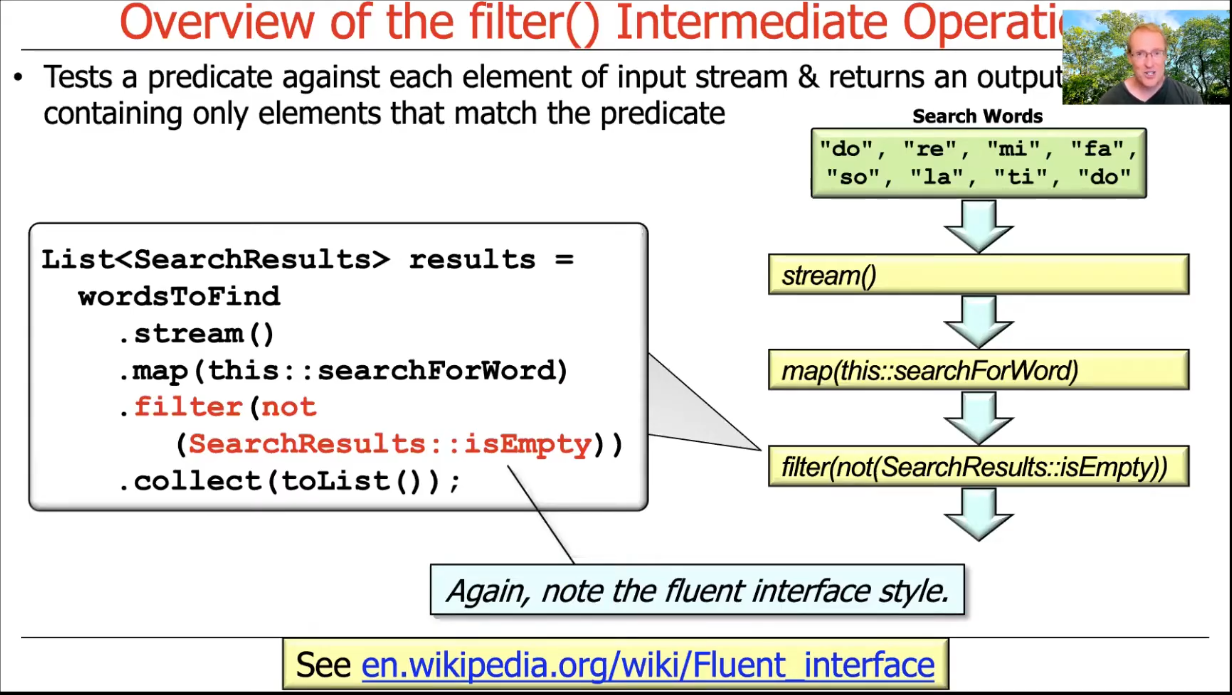 Overview of the filter() Intermediate
• Tests a predicate against each element of input stream & returns an output
containing only elements that match the predicate
Search Words
"do", "re", "mi", "fa",
"so", "la", "ti", "do"
List<SearchResults> results =
wordsToFind
.stream()
.map(this::searchForWord)
.filter(not
(SearchResults::isEmpty))
.collect(toList());
stream()
map(this::searchForWord)
filter(not(SearchResults::isEmpty))
Again, note the fluent interface style.
See en.wikipedia.org/wiki/Fluent_interface